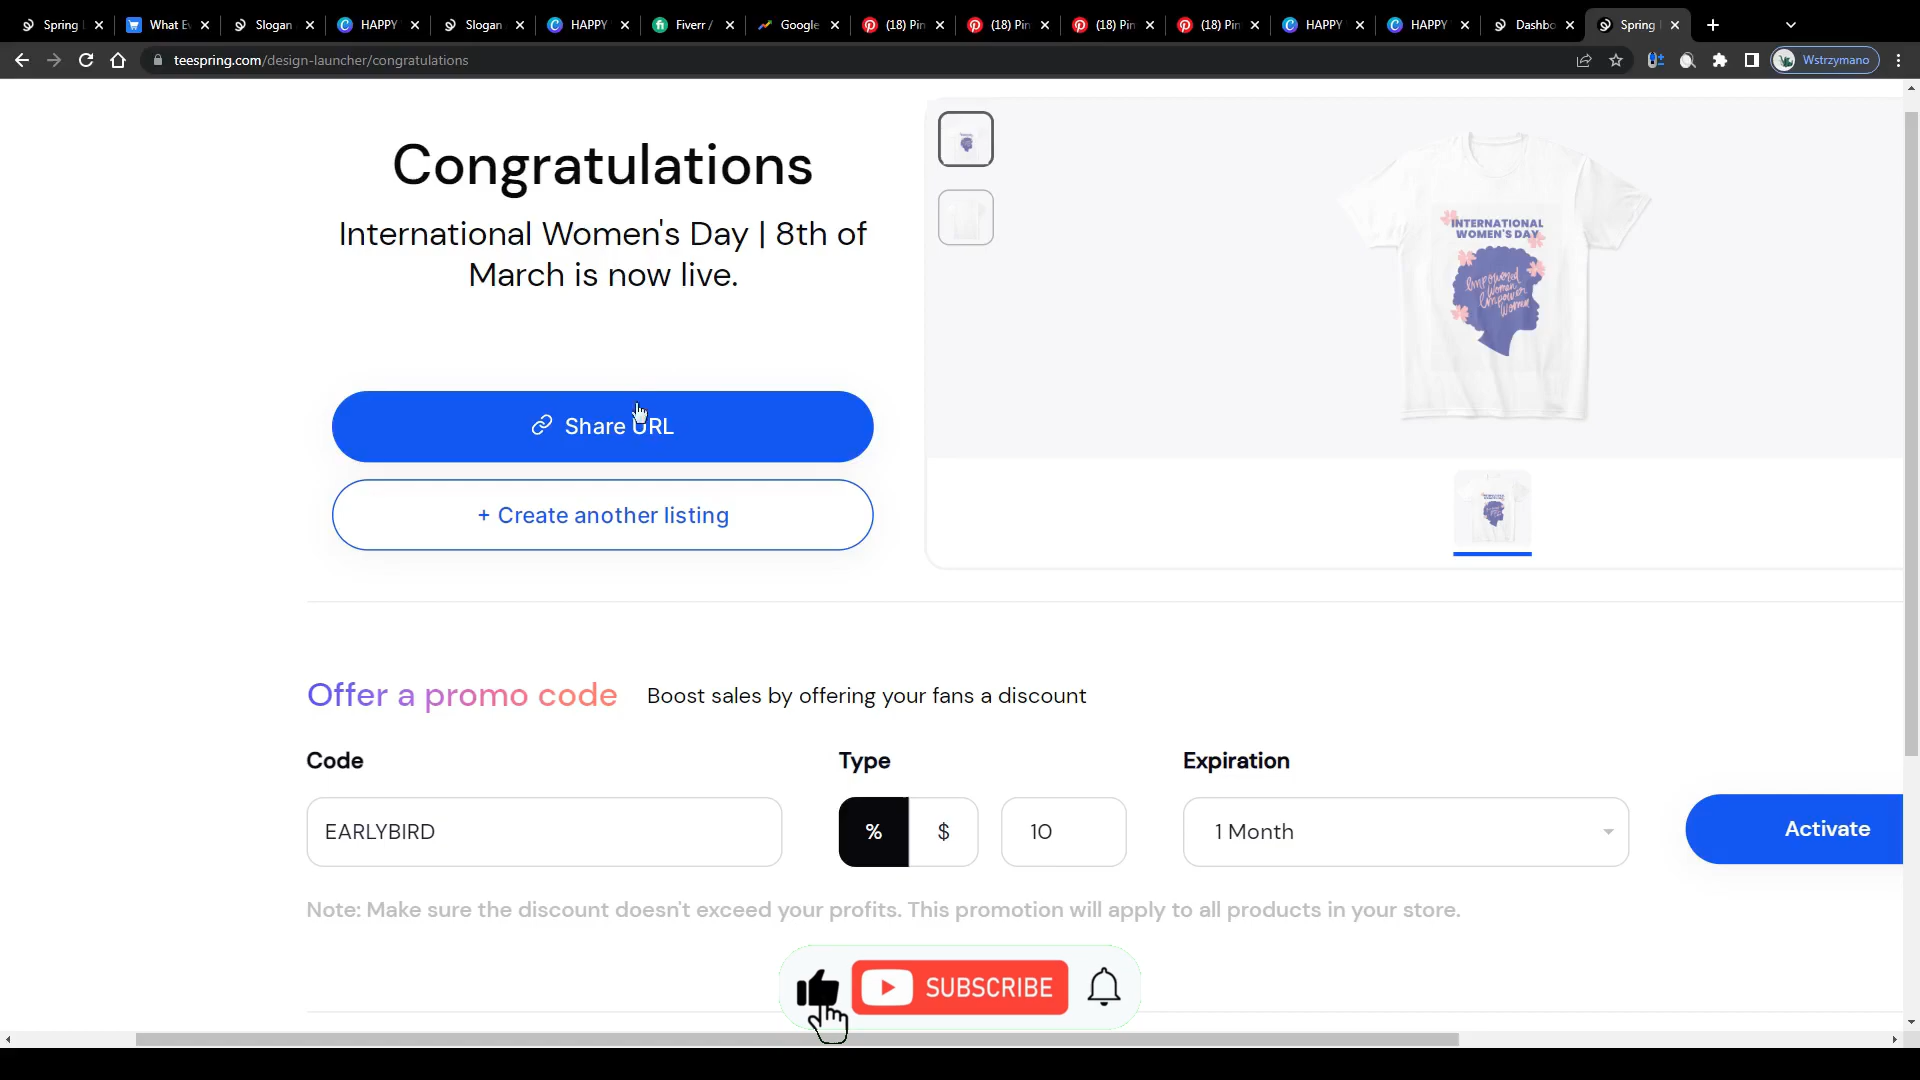 Spring
What E
Slogan
HAPPY
Slogan
HAPPY
Fiverr /
Google
(18) Pin
(18) Pin
(18) Pin
(18) Pin
HAPPY
HAPPY
Dashbo
Spring
teespring.com/design-launcher/congratulations
Wstrzymano
Congratulations
International Women's Day | 8th of
March is now live.
Share URL
+ Create another listing
INTERNATIONAL
WOMEN'S DAY
Empowered
Women
Empower
Women
Offer a promo code
Boost sales by offering your fans a discount
Code
Type
Expiration
EARLYBIRD
%
$
10
1 Month
Activate
Note: Make sure the discount doesn't exceed your profits. This promotion will apply to all products in your store.
SUBSCRIBE